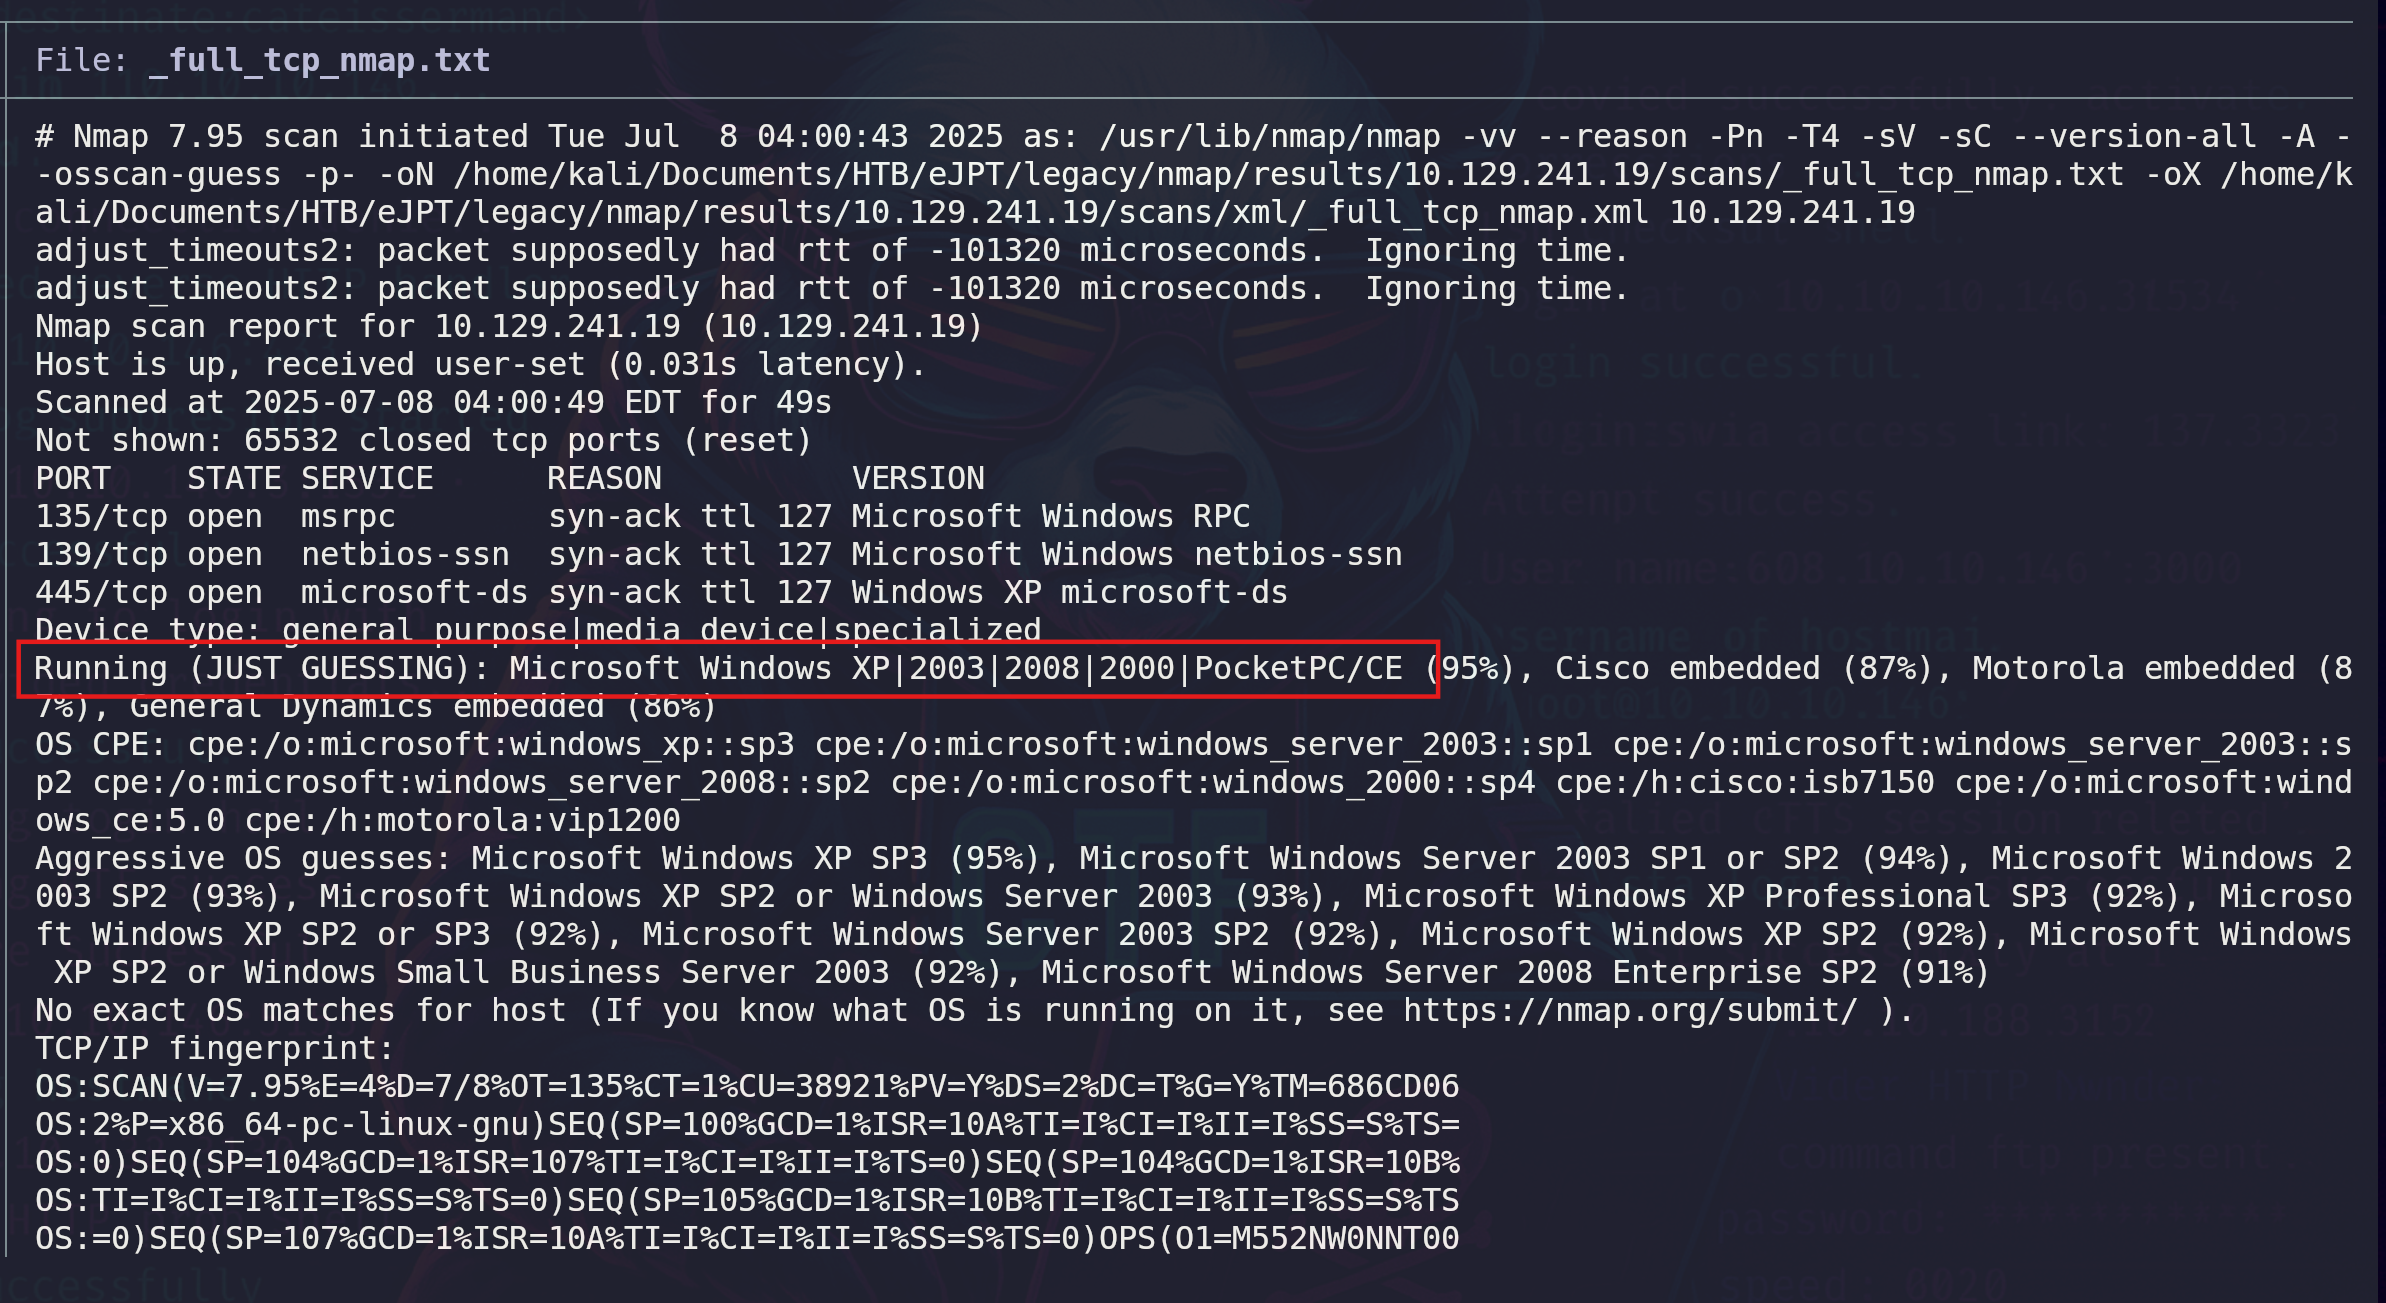 File: _full_tcp_nmap.txt
# Nmap 7.95 scan initiated Tue Jul  8 04:00:43 2025 as: /usr/lib/nmap/nmap -vv --reason -Pn -T4 -sV -sC --version-all -A -
-osscan-guess -p- -oN /home/kali/Documents/HTB/eJPT/legacy/nmap/results/10.129.241.19/scans/_full_tcp_nmap.txt -oX /home/k
ali/Documents/HTB/eJPT/legacy/nmap/results/10.129.241.19/scans/xml/_full_tcp_nmap.xml 10.129.241.19
adjust_timeouts2: packet supposedly had rtt of -101320 microseconds.  Ignoring time.
adjust_timeouts2: packet supposedly had rtt of -101320 microseconds.  Ignoring time.
Nmap scan report for 10.129.241.19 (10.129.241.19)
Host is up, received user-set (0.031s latency).
Scanned at 2025-07-08 04:00:49 EDT for 49s
Not shown: 65532 closed tcp ports (reset)
PORT    STATE SERVICE      REASON          VERSION
135/tcp open  msrpc        syn-ack ttl 127 Microsoft Windows RPC
139/tcp open  netbios-ssn  syn-ack ttl 127 Microsoft Windows netbios-ssn
445/tcp open  microsoft-ds syn-ack ttl 127 Windows XP microsoft-ds
Device type: general purpose|media device|specialized
Running (JUST GUESSING): Microsoft Windows XP|2003|2008|2000|PocketPC/CE (95%), Cisco embedded (87%), Motorola embedded (8
7%), General Dynamics embedded (86%)
OS CPE: cpe:/o:microsoft:windows_xp::sp3 cpe:/o:microsoft:windows_server_2003::sp1 cpe:/o:microsoft:windows_server_2003::s
p2 cpe:/o:microsoft:windows_server_2008::sp2 cpe:/o:microsoft:windows_2000::sp4 cpe:/h:cisco:isb7150 cpe:/o:microsoft:wind
ows_ce:5.0 cpe:/h:motorola:vip1200
Aggressive OS guesses: Microsoft Windows XP SP3 (95%), Microsoft Windows Server 2003 SP1 or SP2 (94%), Microsoft Windows 2
003 SP2 (93%), Microsoft Windows XP SP2 or Windows Server 2003 (93%), Microsoft Windows XP Professional SP3 (92%), Microso
ft Windows XP SP2 or SP3 (92%), Microsoft Windows Server 2003 SP2 (92%), Microsoft Windows XP SP2 (92%), Microsoft Windows
 XP SP2 or Windows Small Business Server 2003 (92%), Microsoft Windows Server 2008 Enterprise SP2 (91%)
No exact OS matches for host (If you know what OS is running on it, see https://nmap.org/submit/ ).
TCP/IP fingerprint:
OS:SCAN(V=7.95%E=4%D=7/8%OT=135%CT=1%CU=38921%PV=Y%DS=2%DC=T%G=Y%TM=686CD06
OS:2%P=x86_64-pc-linux-gnu)SEQ(SP=100%GCD=1%ISR=10A%TI=I%CI=I%II=I%SS=S%TS=
OS:0)SEQ(SP=104%GCD=1%ISR=107%TI=I%CI=I%II=I%TS=0)SEQ(SP=104%GCD=1%ISR=10B%
OS:TI=I%CI=I%II=I%SS=S%TS=0)SEQ(SP=105%GCD=1%ISR=10B%TI=I%CI=I%II=I%SS=S%TS
OS:=0)SEQ(SP=107%GCD=1%ISR=10A%TI=I%CI=I%II=I%SS=S%TS=0)OPS(O1=M552NW0NNT00